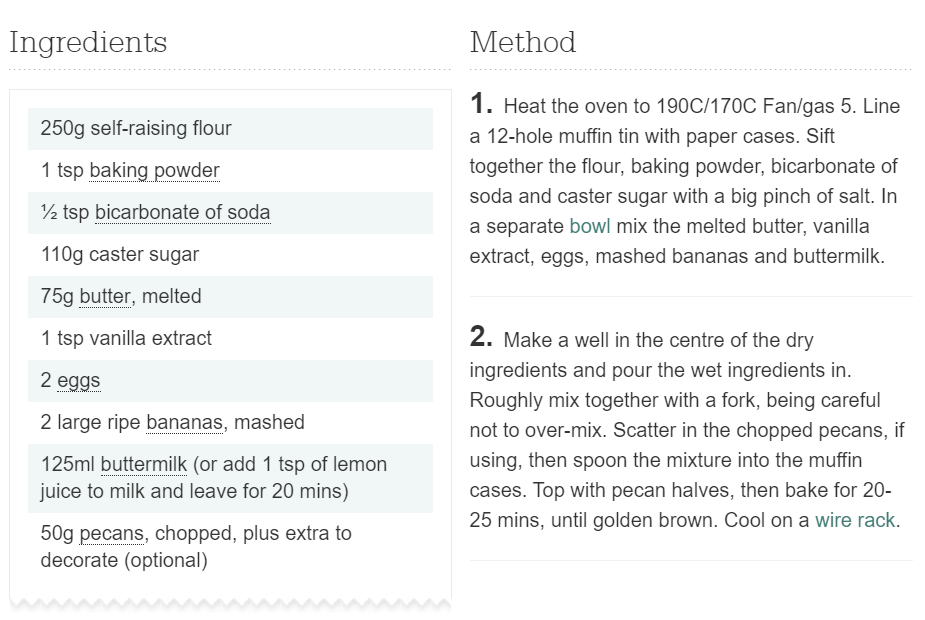 Ingredients
250g self-raising flour
1 tsp baking powder
½ tsp bicarbonate of soda
110g caster sugar
75g butter, melted
1 tsp vanilla extract
2 eggs
2 large ripe bananas, mashed
125ml buttermilk (or add 1 tsp of lemon
juice to milk and leave for 20 mins)
50g pecans, chopped, plus extra to
decorate (optional)
Method
1. Heat the oven to 190C/170C Fan/gas 5. Line
a 12-hole muffin tin with paper cases. Sift
together the flour, baking powder, bicarbonate of
soda and caster sugar with a big pinch of salt. In
a separate bowl mix the melted butter, vanilla
extract, eggs, mashed bananas and buttermilk.
2. Make a well in the centre of the dry
ingredients and pour the wet ingredients in.
Roughly mix together with a fork, being careful
not to over-mix. Scatter in the chopped pecans, if
using, then spoon the mixture into the muffin
cases. Top with pecan halves, then bake for 20-
25 mins, until golden brown. Cool on a wire rack.